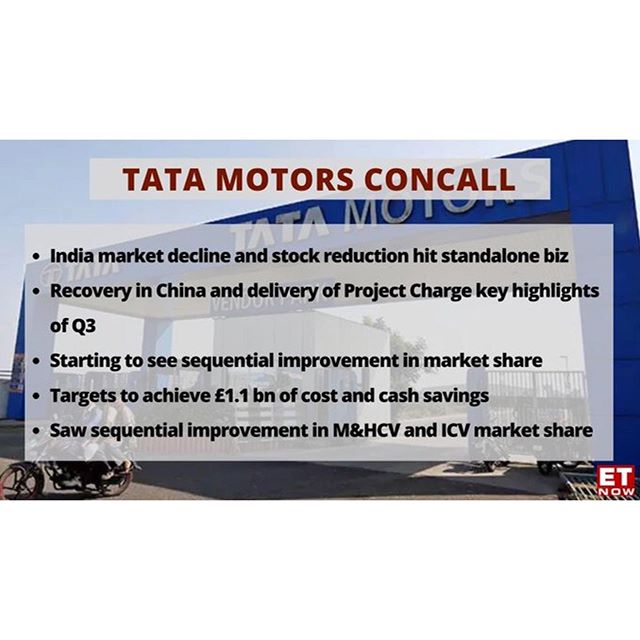 TATA MOTORS CONCALL
TATA MOTORS
TATA
• India market decline and stock reduction hit standalone biz
• Recovery in China and delivery of Project Charge key highlights
of Q3
• Starting to see sequential improvement in market share
• Targets to achieve £1.1 bn of cost and cash savings
• Saw sequential improvement in M&HCV and ICV market share
ET
NOW